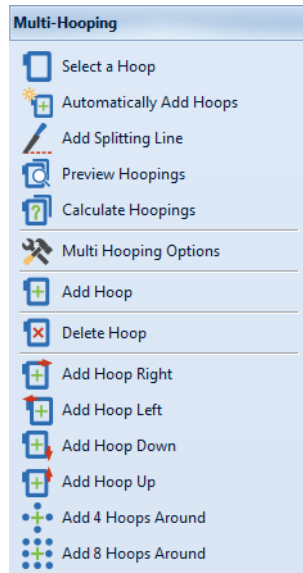 Multi-Hooping
Select a Hoop
Automatically Add Hoops
Add Splitting Line
Preview Hoopings
Calculate Hoopings
Multi Hooping Options
Add Hoop
Delete Hoop
Add Hoop Right
Add Hoop Left
Add Hoop Down
Add Hoop Up
Add 4 Hoops Around
Add 8 Hoops Around